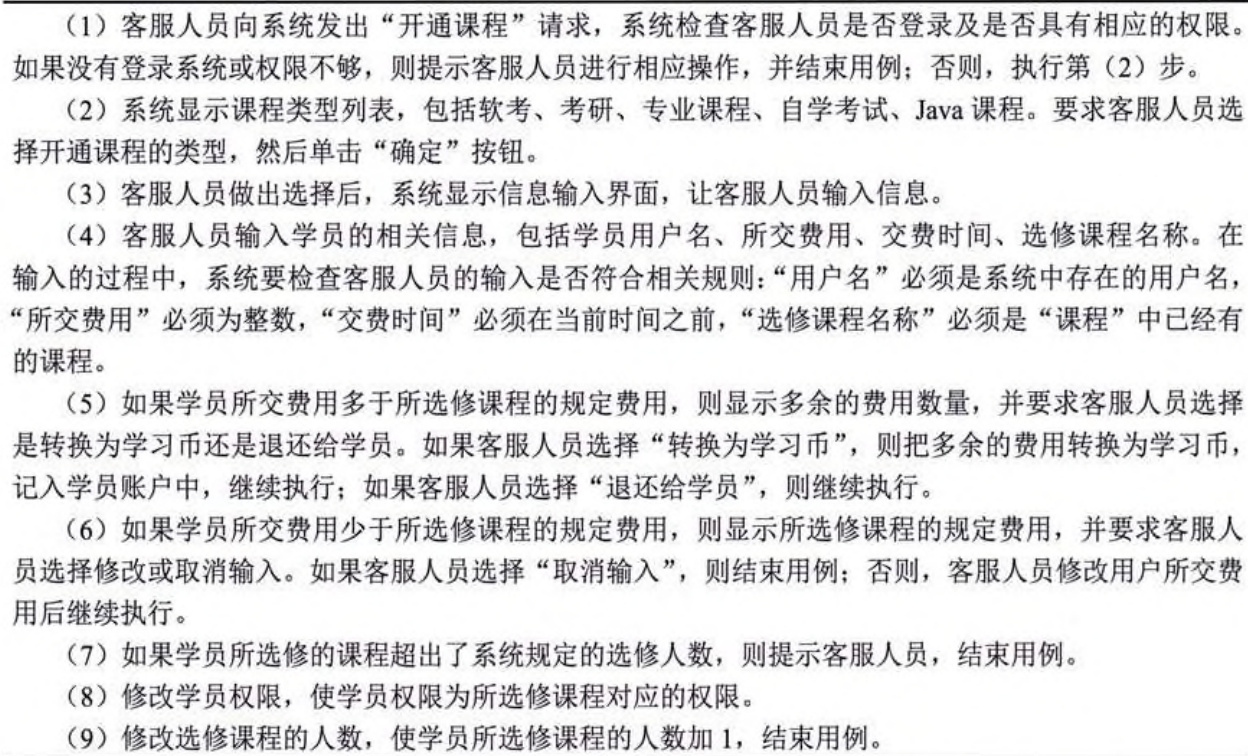 （1）客服人员向系统发出“开通课程”请求，系统检查客服人员是否登录及是否具有相应的权限。
如果没有登录系统或权限不够，则提示客服人员进行相应操作，并结束用例；否则，执行第（2）步。
（2）系统显示课程类型列表，包括软考、考研、专业课程、自学考试、Java 课程。要求客服人员选
择开通课程的类型，然后单击“确定”按钮。
（3）客服人员做出选择后，系统显示信息输入界面，让客服人员输入信息。
（4）客服人员输入学员的相关信息，包括学员用户名、所交费用、交费时间、选修课程名称。在
输入的过程中，系统要检查客服人员的输入是否符合相关规则：“用户名”必须是系统中存在的用户名，
“所交费用”必须为整数，“交费时间”必须在当前时间之前，“选修课程名称”必须是“课程”中已经有
的课程。
（5）如果学员所交费用多于所选修课程的规定费用，则显示多余的费用数量，并要求客服人员选择
是转换为学习币还是退还给学员。如果客服人员选择“转换为学习币”，则把多余的费用转换为学习币，
记入学员账户中，继续执行；如果客服人员选择“退还给学员”，则继续执行。
（6）如果学员所交费用少于所选修课程的规定费用，则显示所选修课程的规定费用，并要求客服人
员选择修改或取消输入。如果客服人员选择“取消输入”，则结束用例；否则，客服人员修改用户所交费
用后继续执行。
（7）如果学员所选修的课程超出了系统规定的选修人数，则提示客服人员，结束用例。
（8）修改学员权限，使学员权限为所选修课程对应的权限。
（9）修改选修课程的人数，使学员所选修课程的人数加 1，结束用例。